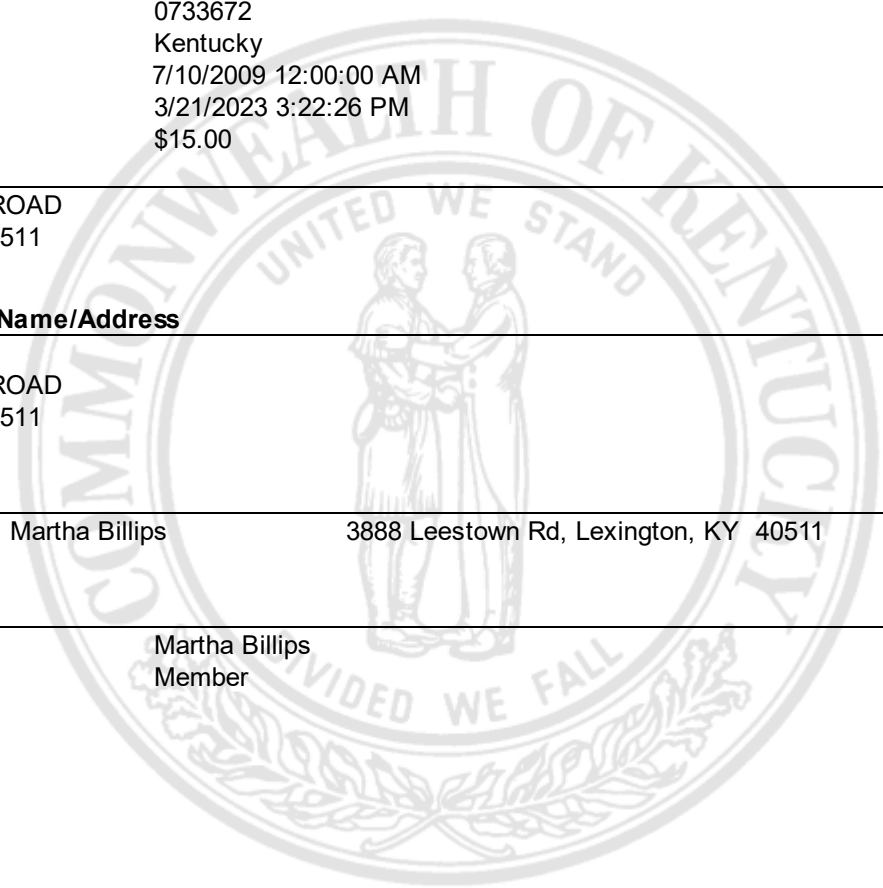 0733672
Kentucky
7/10/2009 12:00:00 AM
3/21/2023 3:22:26 PM
$15.00
ROAD
511
Name/Address
ROAD
511
Martha Billips 3888 Leestown Rd, Lexington, KY 40511
Martha Billips
Member
COMMONWEALTH OF KENTUCKY
UNITED WE STAND
DIVIDED WE FALL